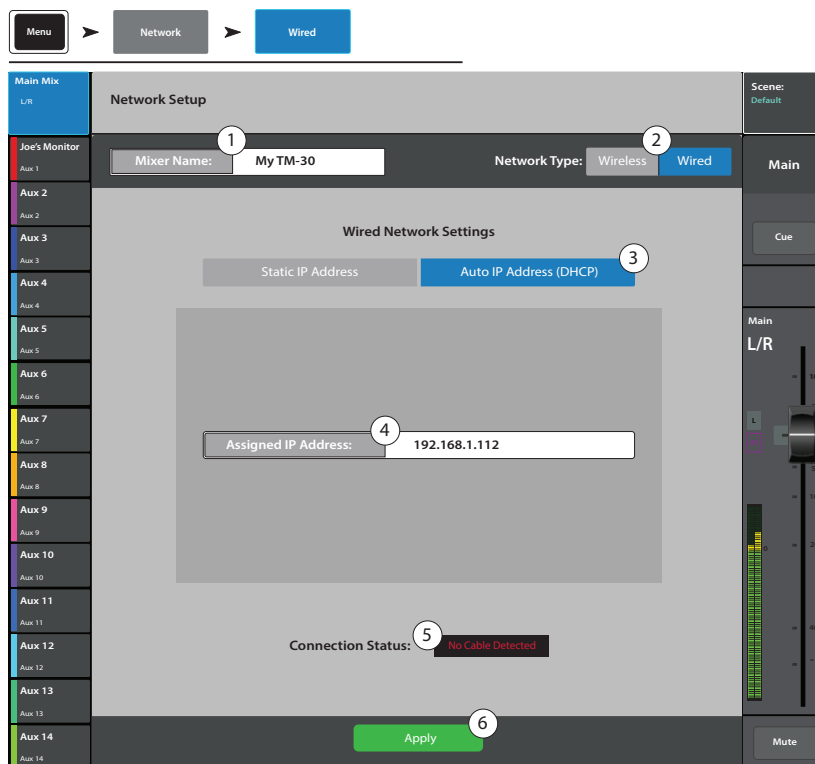 Menu
Network
Wired
Main Mix
L/R
Network Setup
Scene:
Default
Joe's Monitor
Aux 1
1
Mixer Name:
My TM-30
Network Type:
2
Wireless
Wired
Main
Aux 2
Aux 2
Aux 3
Aux 3
Wired Network Settings
Cue
Static IP Address
Auto IP Address (DHCP)
3
Aux 4
Aux 4
Aux 5
Aux 5
Main
L/R
Aux 6
Aux 6
Aux 7
Aux 7
Assigned IP Address:
4
192.168.1.112
L
Aux 8
Aux 8
Aux 9
Aux 9
Aux 10
Aux 10
0
Aux 11
Aux 11
Aux 12
Aux 12
Connection Status:
5
No Cable Detected
Aux 13
Aux 13
Aux 14
Aux 14
Apply
6
Mute